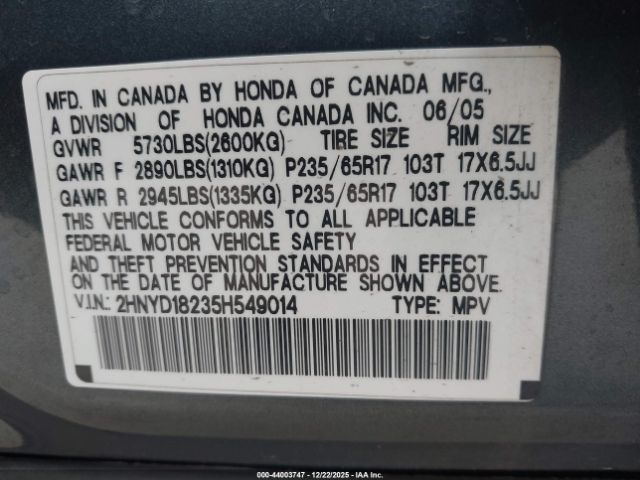 MFD. IN CANADA BY HONDA OF CANADA MFG.,
A DIVISION OF HONDA CANADA INC. 06/05
GVWR 5730LBS(2600KG) TIRE SIZE RIM SIZE
GAWR F 2890LBS(1310KG) P235/65R17 103T 17X6.5JJ
GAWR R 2945LBS(1335KG) P235/65R17 103T 17X6.5JJ
THIS VEHICLE CONFORMS TO ALL APPLICABLE
FEDERAL MOTOR VEHICLE SAFETY
AND THEFT PREVENTION STANDARDS IN EFFECT
ON THE DATE OF MANUFACTURE SHOWN ABOVE.
V.I.N.: 2HNYD18235H549014 TYPE: MPV
000-44003747 - 12/22/2025 - IAA Inc.